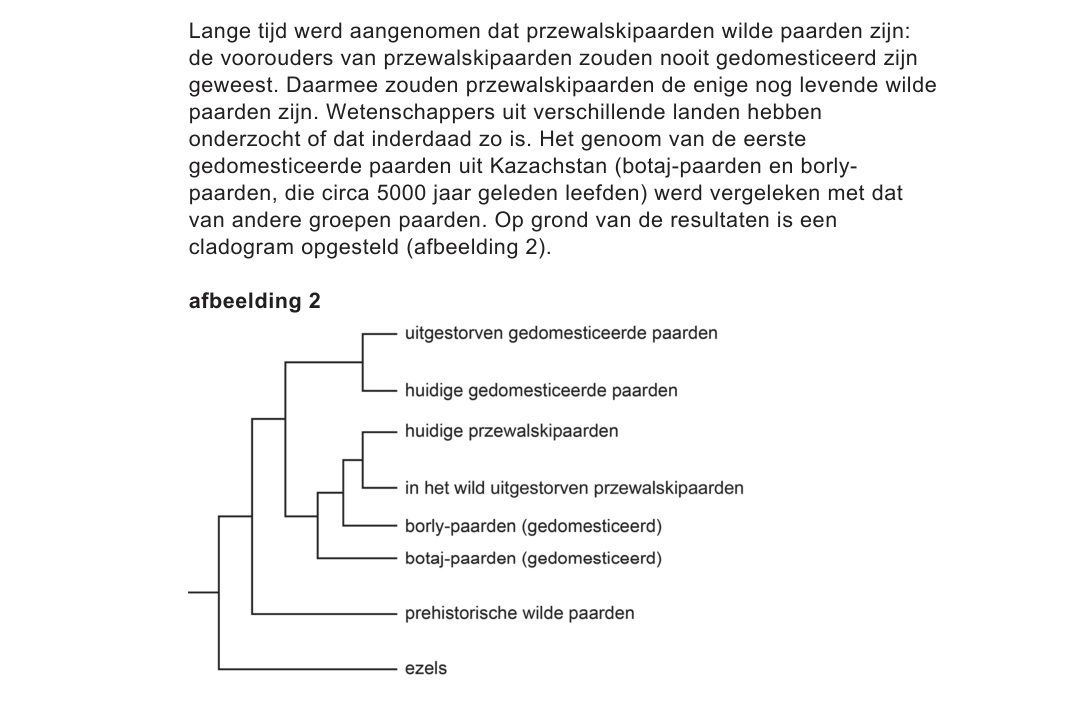 Lange tijd werd aangenomen dat przewalskipaarden wilde paarden zijn:
de voorouders van przewalskipaarden zouden nooit gedomesticeerd zijn
geweest. Daarmee zouden przewalskipaarden de enige nog levende wilde
paarden zijn. Wetenschappers uit verschillende landen hebben
onderzocht of dat inderdaad zo is. Het genoom van de eerste
gedomesticeerde paarden uit Kazachstan (botaj-paarden en borly-
paarden, die circa 5000 jaar geleden leefden) werd vergeleken met dat
van andere groepen paarden. Op grond van de resultaten is een
cladogram opgesteld (afbeelding 2).
afbeelding 2
uitgestorven gedomesticeerde paarden
huidige gedomesticeerde paarden
huidige przewalskipaarden
in het wild uitgestorven przewalskipaarden
borly-paarden (gedomesticeerd)
botaj-paarden (gedomesticeerd)
prehistorische wilde paarden
ezels